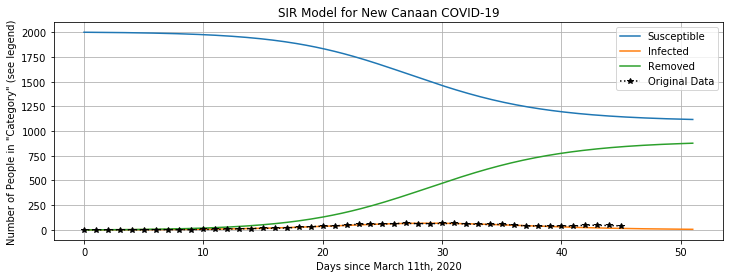 SIR Model for New Canaan COVID-19
Number of People in "Category" (see legend)
2000
1750
1500
1250
1000
750
500
250
0
Susceptible
Infected
Removed
Original Data
0 10 20 30 40 50
Days since March 11th, 2020